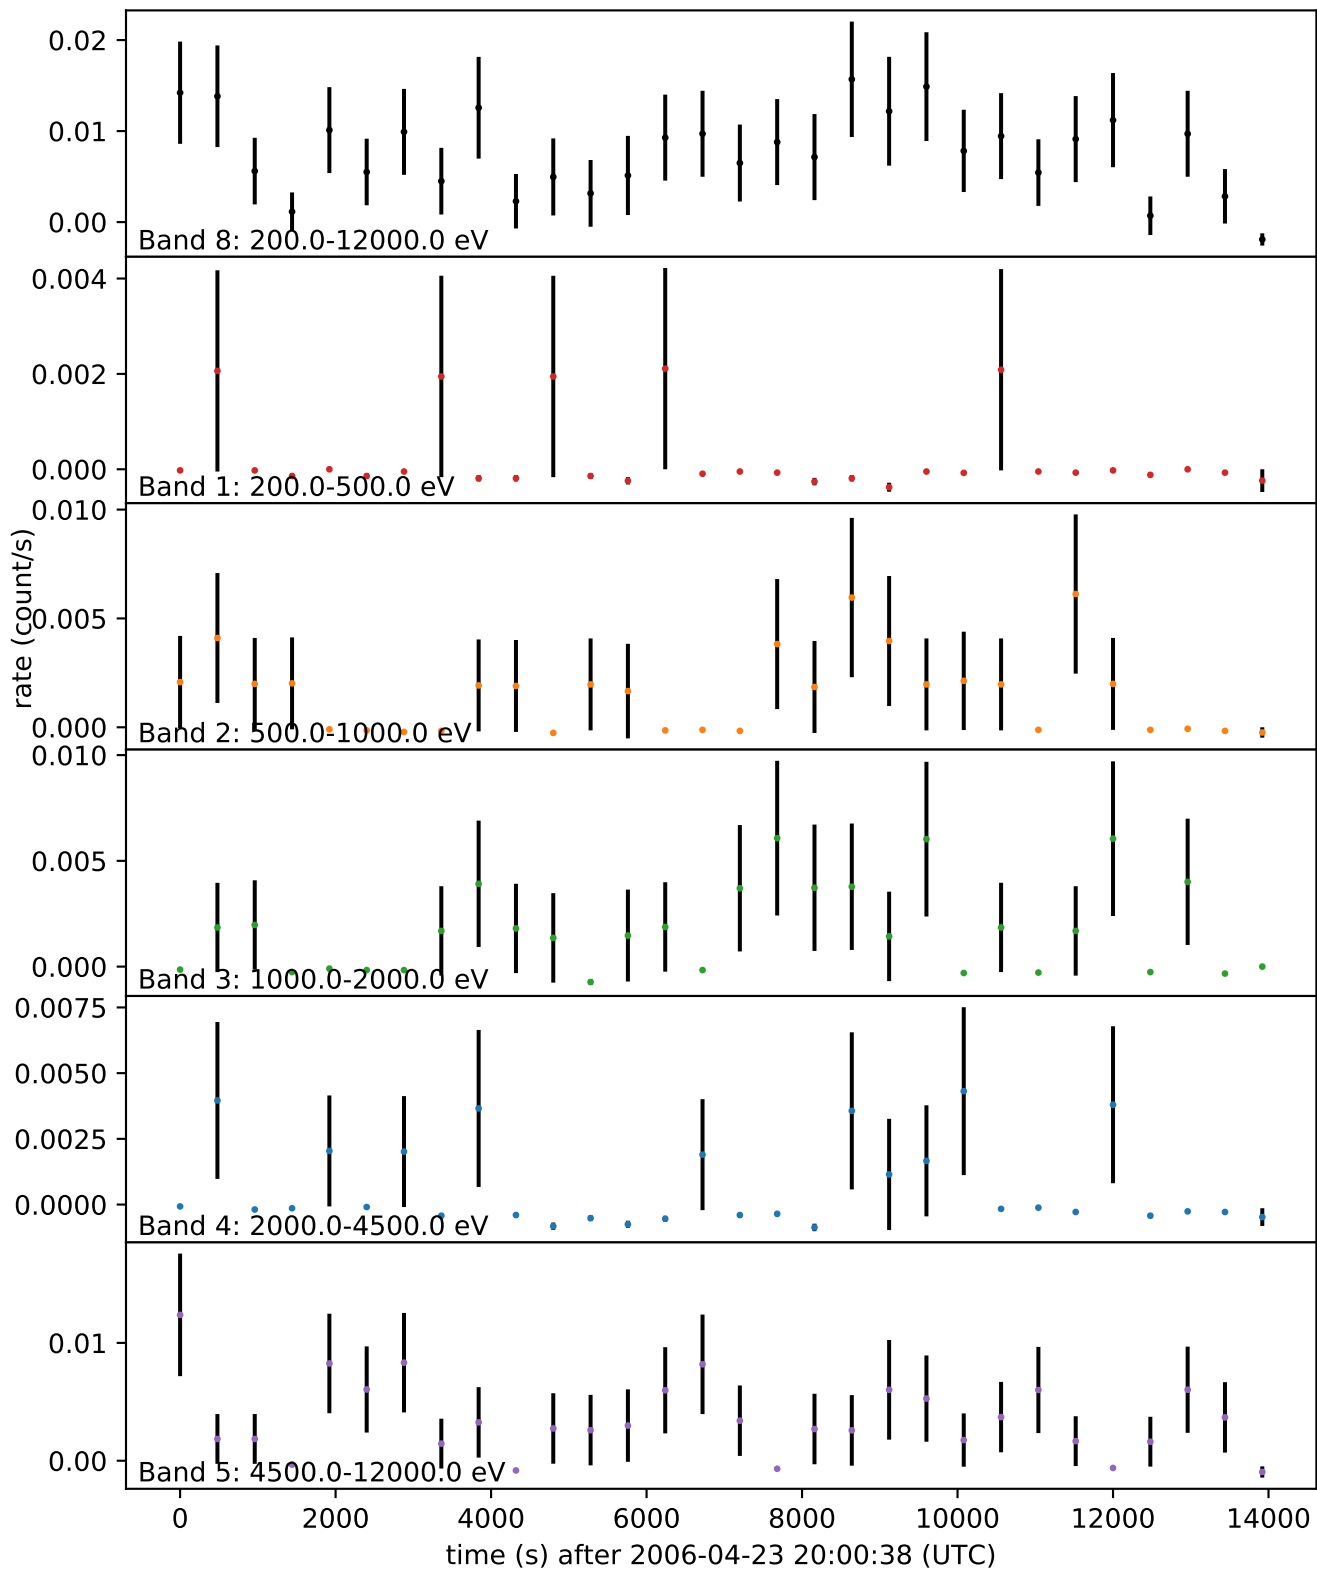 0.02
0.01
0.00
Band 8: 200.0-12000.0 eV
0.004
0.002
0.000
Band 1: 200.0-500.0 eV
0.010
0.005
0.000
Band 2: 500.0-1000.0 eV
rate (count/s)
0.010
0.005
0.000
Band 3: 1000.0-2000.0 eV
0.0075
0.0050
0.0025
0.0000
Band 4: 2000.0-4500.0 eV
0.01
0.00
Band 5: 4500.0-12000.0 eV
0 2000 4000 6000 8000 10000 12000 14000
time (s) after 2006-04-23 20:00:38 (UTC)